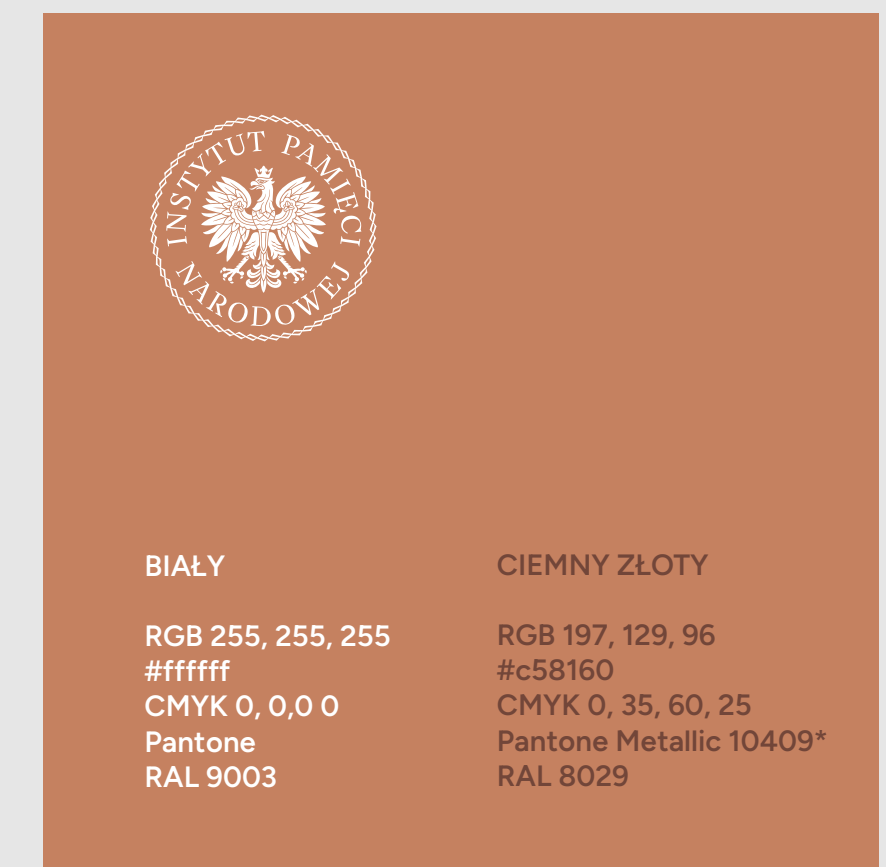 INSTYTUT PAMIĘCI
NARODOWEJ
BIAŁY
RGB 255, 255, 255
#ffffff
CMYK 0, 0,0 0
Pantone
RAL 9003
CIEMNY ZŁOTY
RGB 197, 129, 96
#c58160
CMYK 0, 35, 60, 25
Pantone Metallic 10409*
RAL 8029